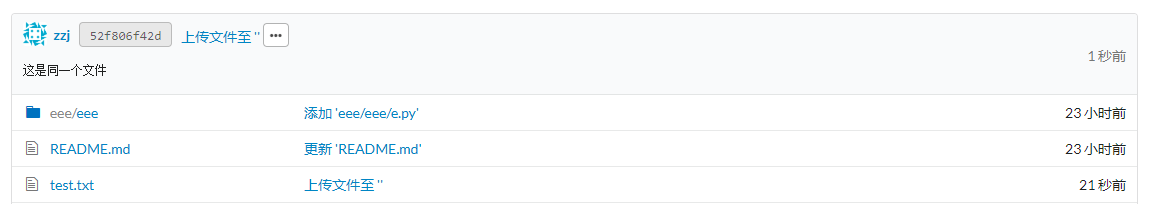 zzj 52f806f42d 上传文件至 '' ••• 1 秒前
这是同一个文件
eee/eee 添加 'eee/eee/e.py' 23 小时前
README.md 更新 'README.md' 23 小时前
test.txt 上传文件至 '' 21 秒前